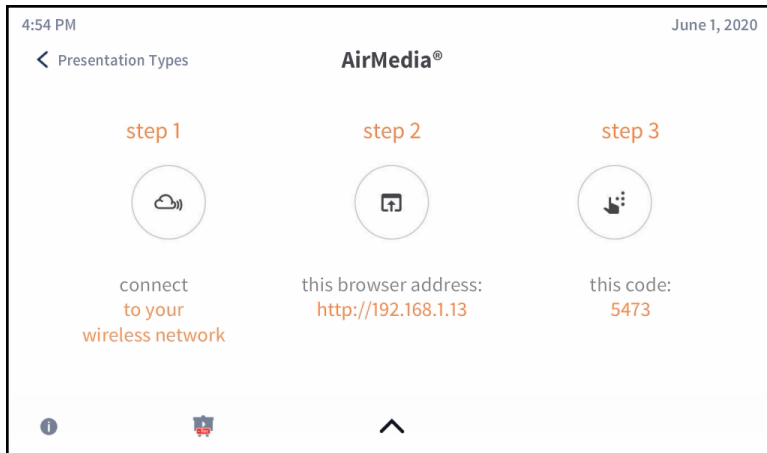 4:54 PM
June 1, 2020
Presentation Types
AirMedia®
step 1
step 2
step 3
connect
to your
wireless network
this browser address:
http://192.168.1.13
this code:
5473